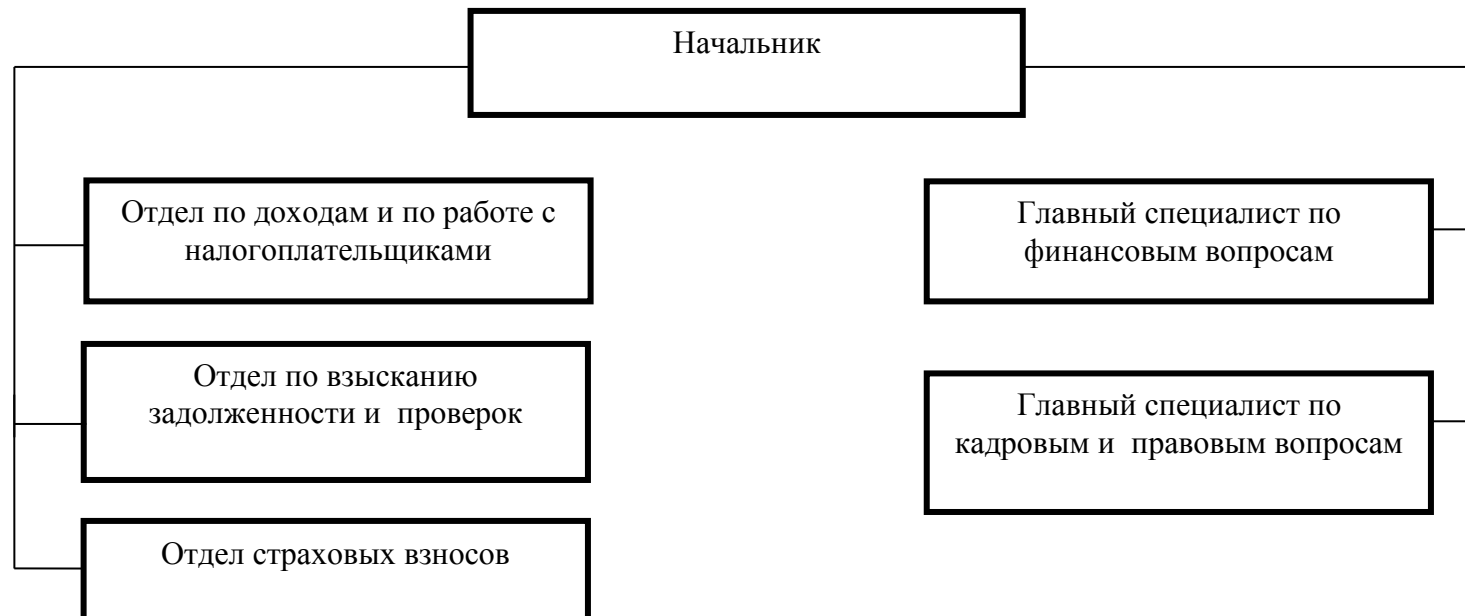 Начальник
Отдел по доходам и по работе с
налогоплательщиками
Отдел по взысканию
задолженности и проверок
Отдел страховых взносов
Главный специалист по
финансовым вопросам
Главный специалист по
кадровым и правовым вопросам